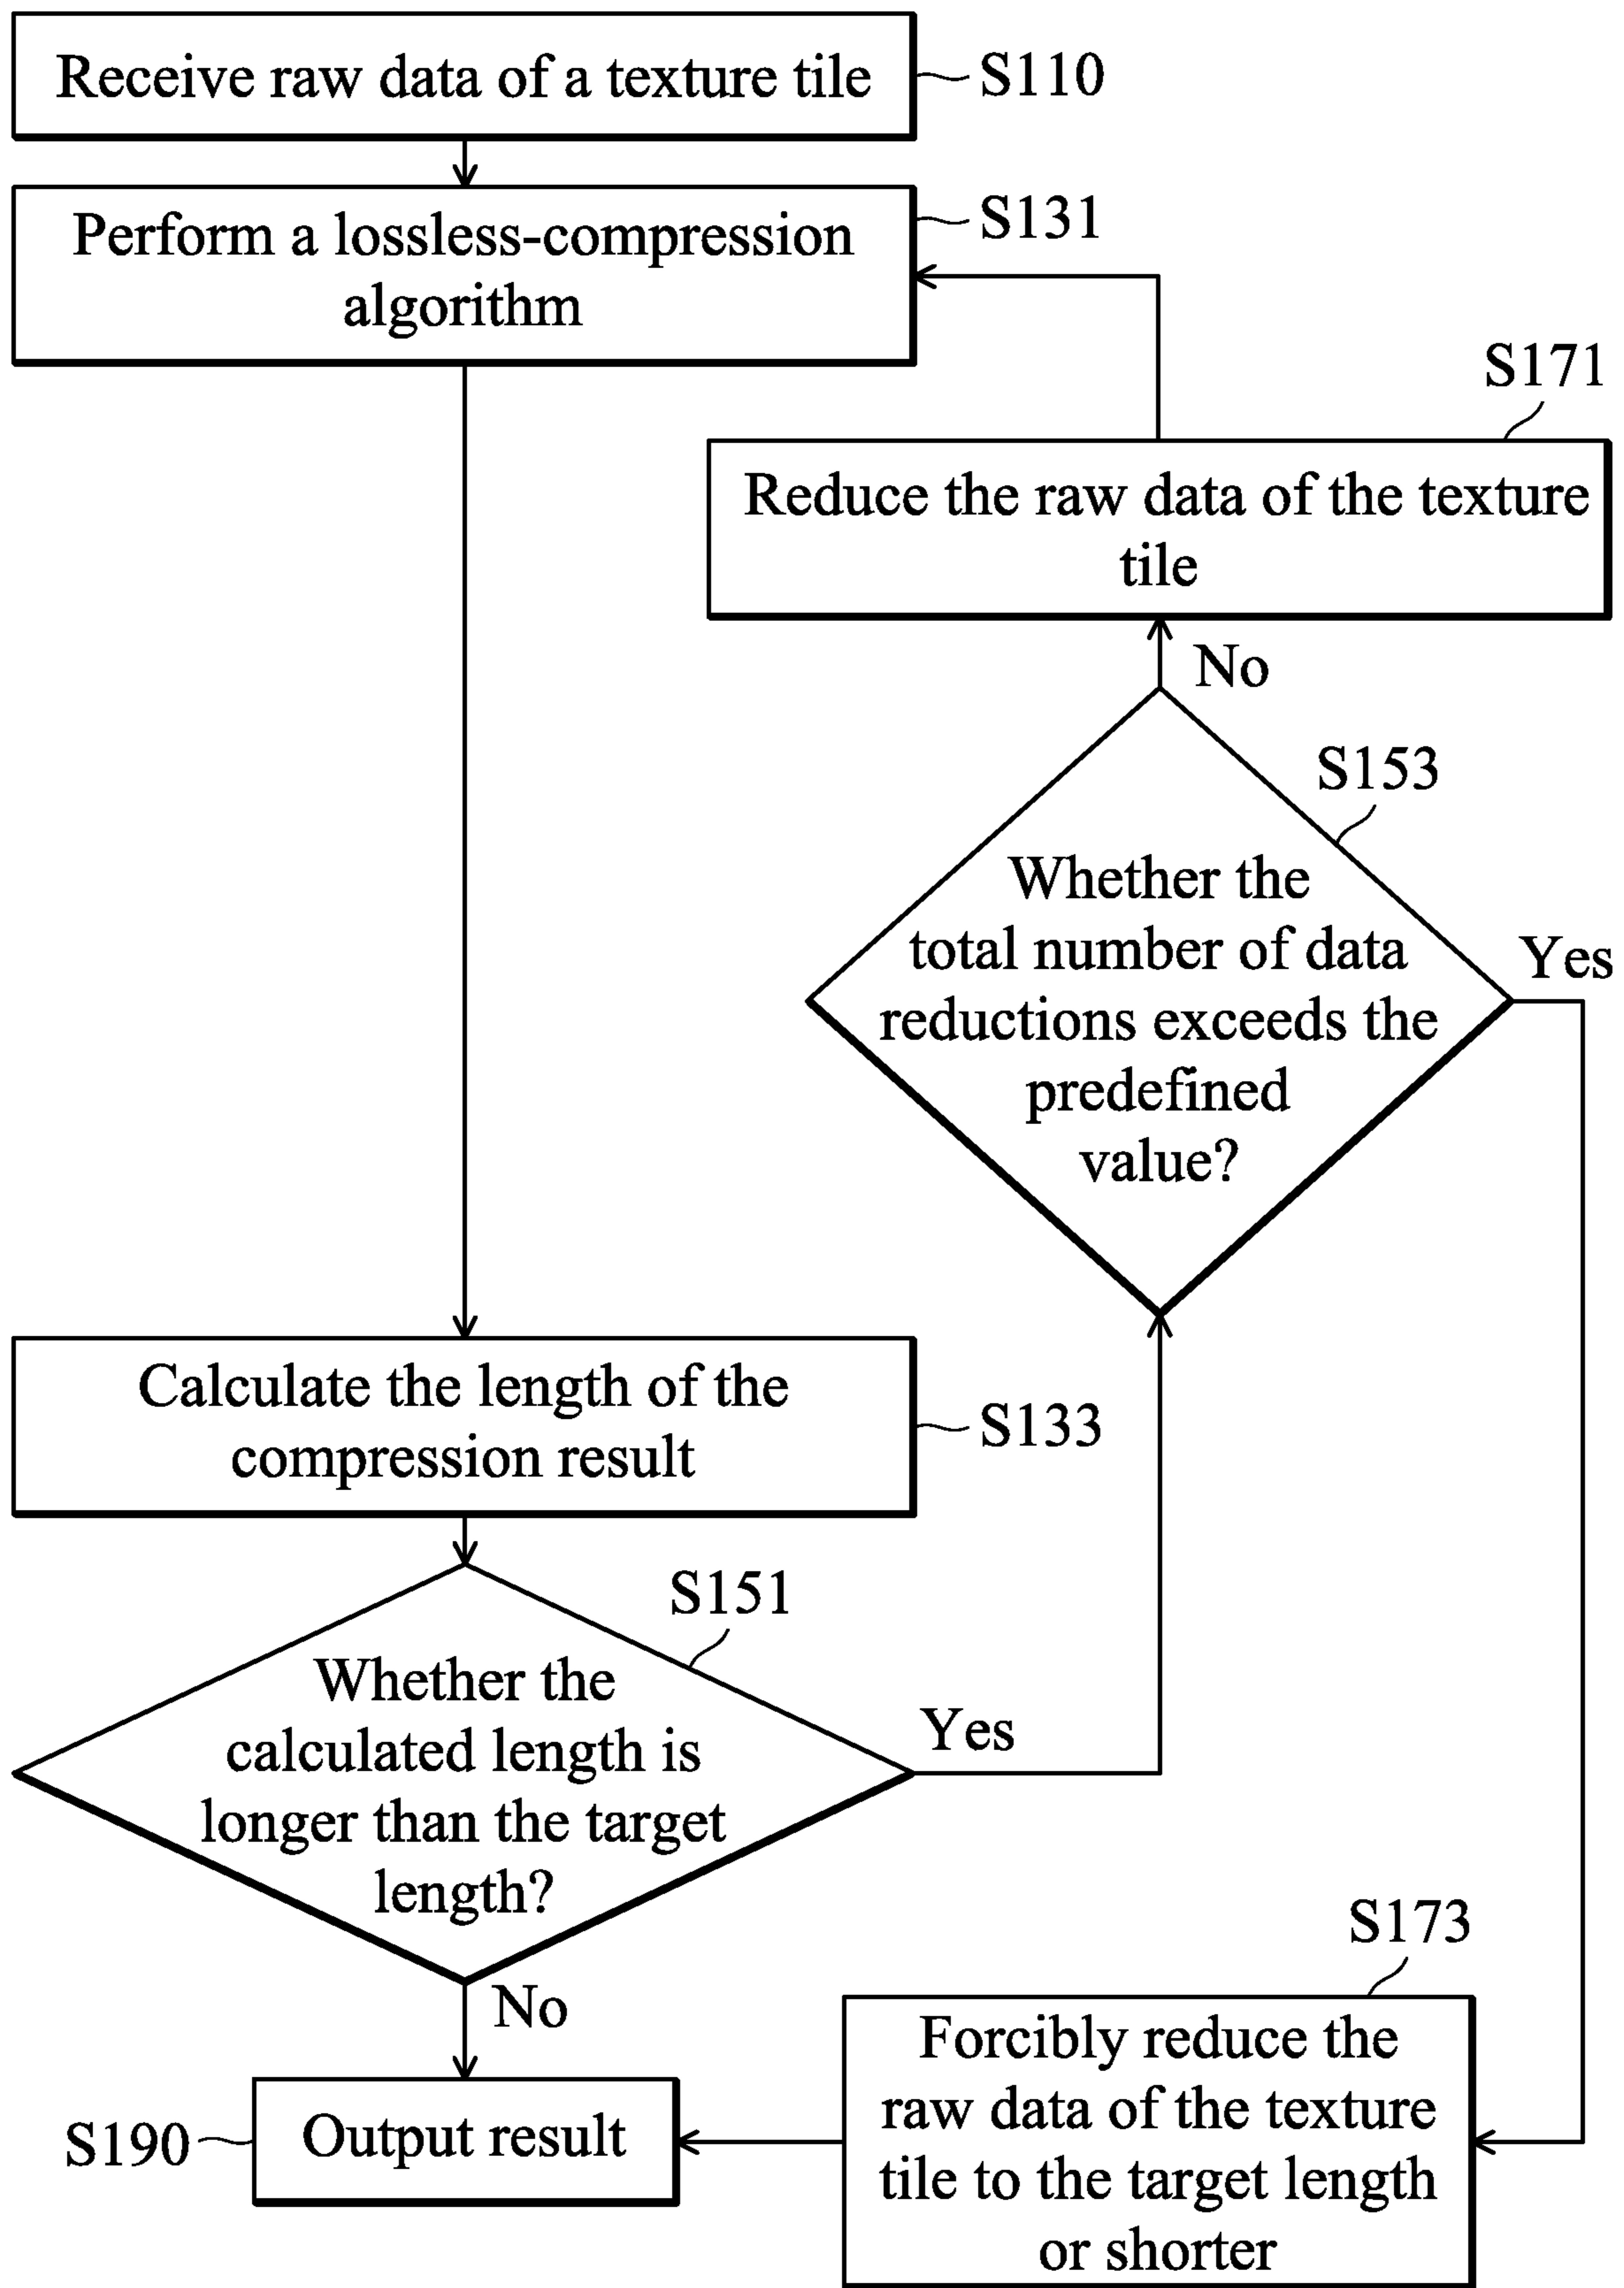 Receive raw data of a texture tile
S110
Perform a lossless-compression
algorithm
S131
S171
Reduce the raw data of the texture
tile
No
S153
Whether the
total number of data
reductions exceeds the
predefined
value?
Yes
Calculate the length of the
compression result
S133
S151
Whether the
calculated length is
longer than the target
length?
Yes
No
S173
Forcibly reduce the
raw data of the texture
tile to the target length
or shorter
S190
Output result